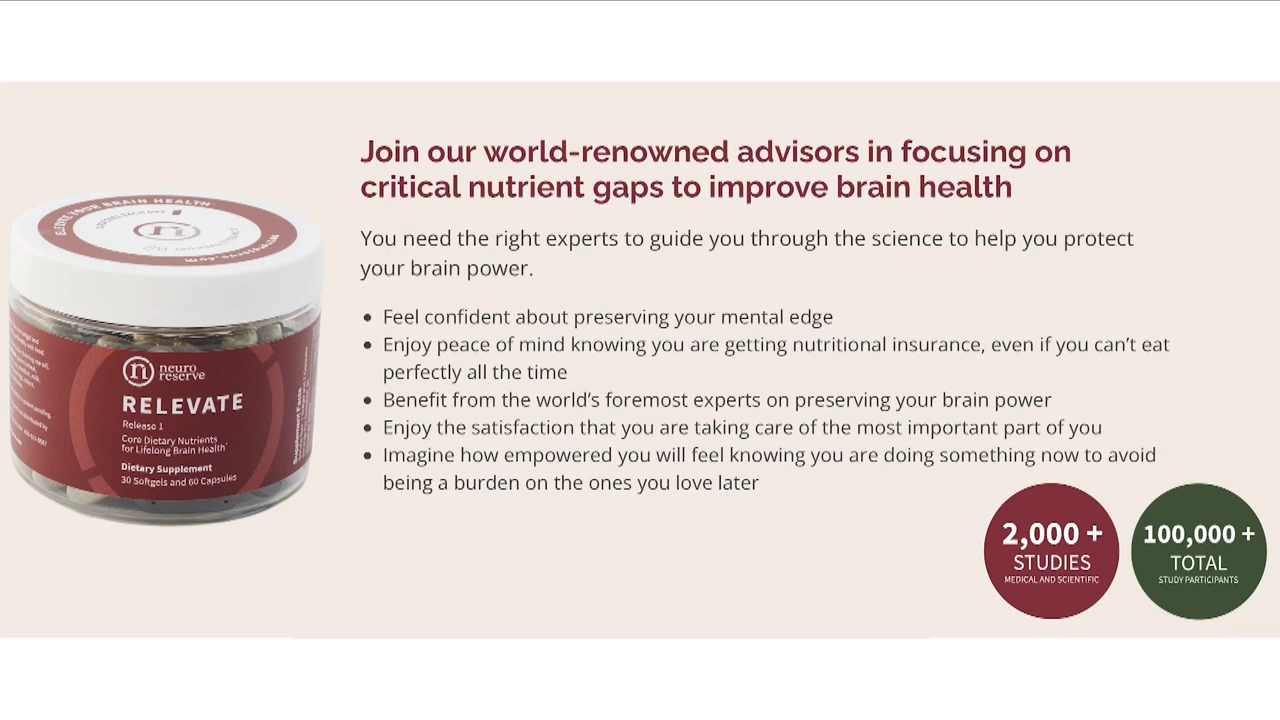 Join our world-renowned advisors in focusing on
critical nutrient gaps to improve brain health
You need the right experts to guide you through the science to help you protect
your brain power.
• Feel confident about preserving your mental edge
• Enjoy peace of mind knowing you are getting nutritional insurance, even if you can't eat
perfectly all the time
• Benefit from the world's foremost experts on preserving your brain power
• Enjoy the satisfaction that you are taking care of the most important part of you
• Imagine how empowered you will feel knowing you are doing something now to avoid
being a burden on the ones you love later
ELEVATE YOUR BRAIN HEALTH
n
neuro
reserve
RELEVATE
Release 1
Core Dietary Nutrients
for Lifelong Brain Health*
Dietary Supplement
30 Softgels and 60 Capsules
Supplement Facts
2,000 +
STUDIES
MEDICAL AND SCIENTIFIC
100,000 +
TOTAL
STUDY PARTICIPANTS